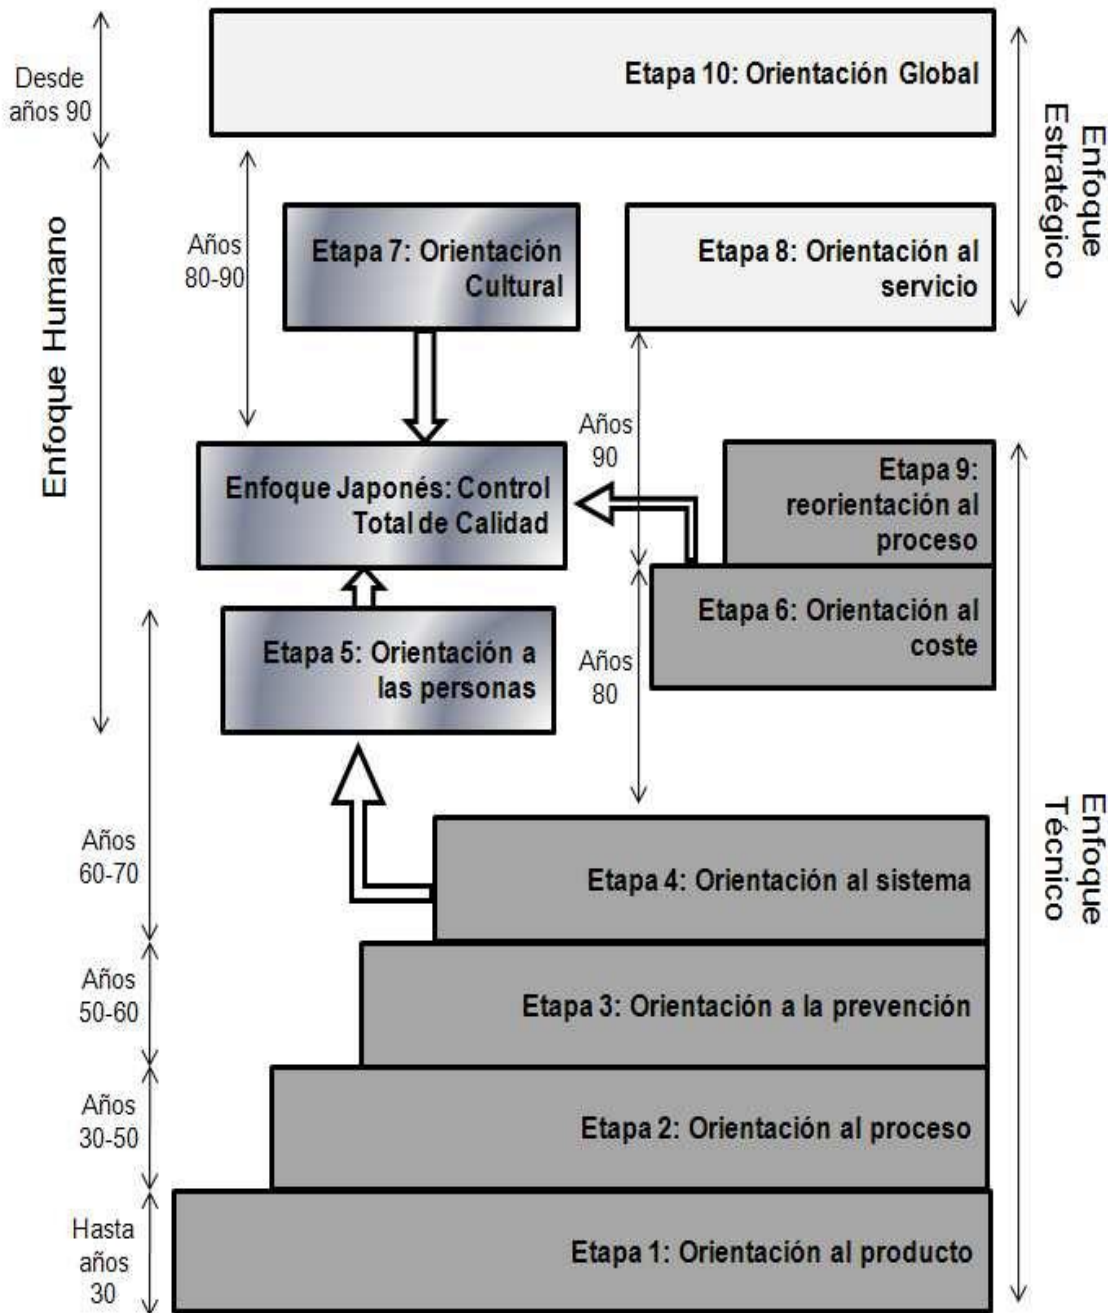 Etapa 10: Orientación Global
Desde
años 90
Enfoque
Estratégico
Enfoque Humano
Años
80-90
Etapa 7: Orientación
Cultural
Etapa 8: Orientación al
servicio
Años
90
Enfoque Japonés: Control
Total de Calidad
Etapa 9:
reorientación al
proceso
Etapa 6: Orientación al
coste
Etapa 5: Orientación a
las personas
Años
80
Enfoque
Técnico
Años
60-70
Etapa 4: Orientación al sistema
Años
50-60
Etapa 3: Orientación a la prevención
Años
30-50
Etapa 2: Orientación al proceso
Hasta
años
30
Etapa 1: Orientación al producto